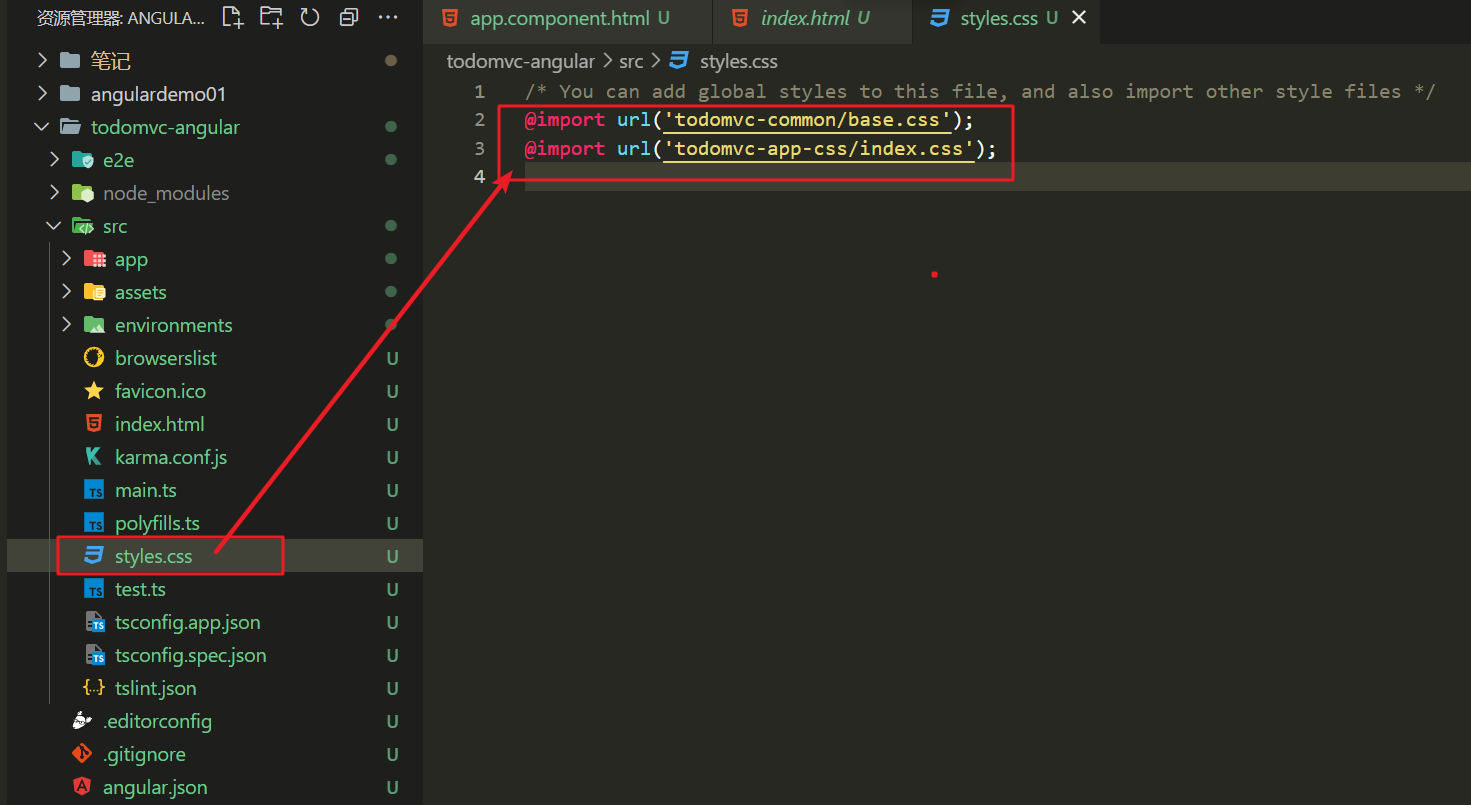 资源管理器: ANGULA...
笔记
angulardemo01
todomvc-angular
e2e
node_modules
src
app
assets
environments
browserslist U
favicon.ico U
index.html U
karma.conf.js U
main.ts U
polyfills.ts U
styles.css U
test.ts U
tsconfig.app.json U
tsconfig.spec.json U
tslint.json U
.editorconfig U
.gitignore U
angular.json U
app.component.html U index.html U styles.css U
todomvc-angular > src > styles.css
1 /* You can add global styles to this file, and also import other style files */
2 @import url('todomvc-common/base.css');
3 @import url('todomvc-app-css/index.css');
4